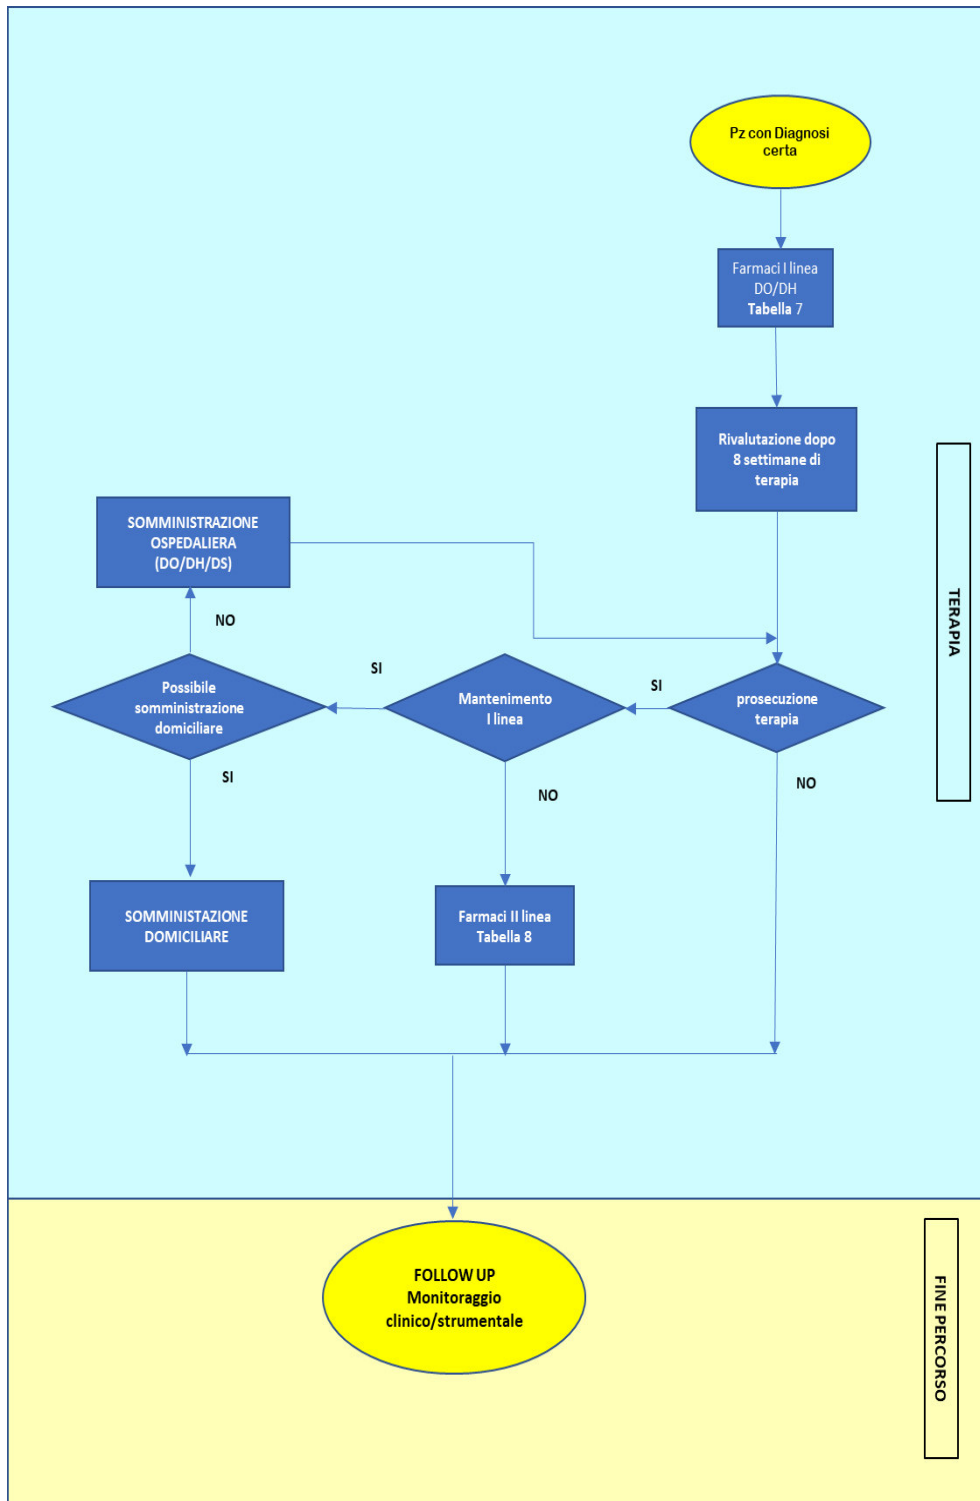 Pz con Diagnosi
certa
Farmaci I linea
DO/DH
Tabella 7
Rivalutazione dopo
8 settimane di
terapia
TERAPIA
SOMMINISTRAZIONE
OSPEDALIERA
(DO/DH/DS)
NO
SI
SI
Possibile
somministrazione
domiciliare
Mantenimento
I linea
prosecuzione
terapia
SI
NO
NO
SOMMINISTAZIONE
DOMICILIARE
Farmaci II linea
Tabella 8
FOLLOW UP
Monitoraggio
clinico/strumentale
FINE PERCORSO